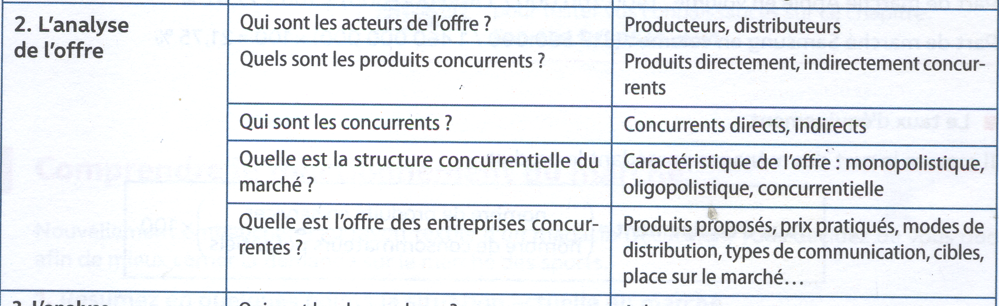 2. L'analyse
de l'offre
Qui sont les acteurs de l'offre ?
Producteurs, distributeurs
Quels sont les produits concurrents ?
Produits directement, indirectement concur-
rents
Qui sont les concurrents ?
Concurrents directs, indirects
Quelle est la structure concurrentielle du
marché ?
Caractéristique de l'offre : monopolistique,
oligopolistique, concurrentielle
Quelle est l'offre des entreprises concur-
rentes ?
Produits proposés, prix pratiqués, modes de
distribution, types de communication, cibles,
place sur le marché…